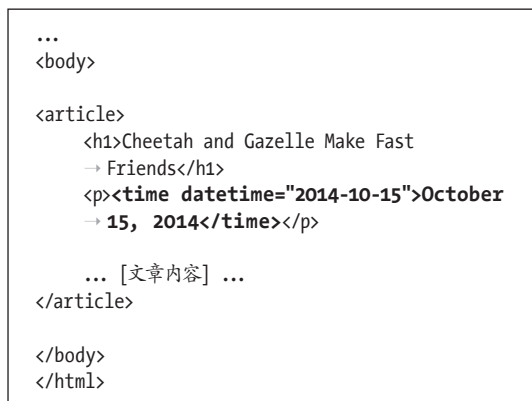 ...
<body>
<article>
<h1>Cheetah and Gazelle Make Fast
→ Friends</h1>
<p><time datetime="2014-10-15">October
→ 15, 2014</time></p>
... [文章内容] ...
</article>
</body>
</html>